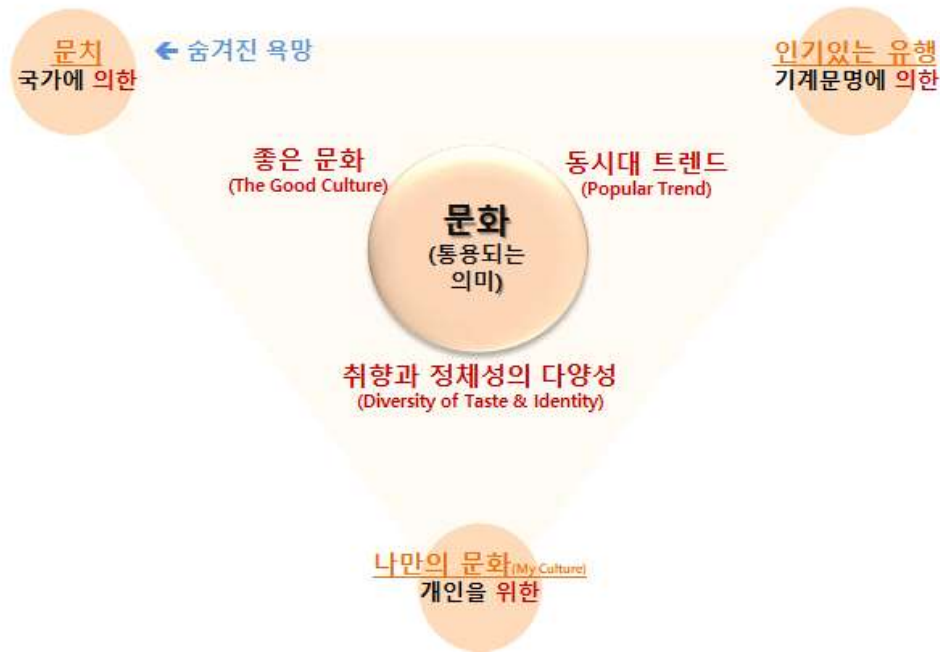 문치
국가에 의한
← 숨겨진 욕망
인기있는 유행
기계문명에 의한
좋은 문화
(The Good Culture)
동시대 트렌드
(Popular Trend)
문화
(통용되는
의미)
취향과 정체성의 다양성
(Diversity of Taste & Identity)
나만의 문화(My Culture)
개인을 위한